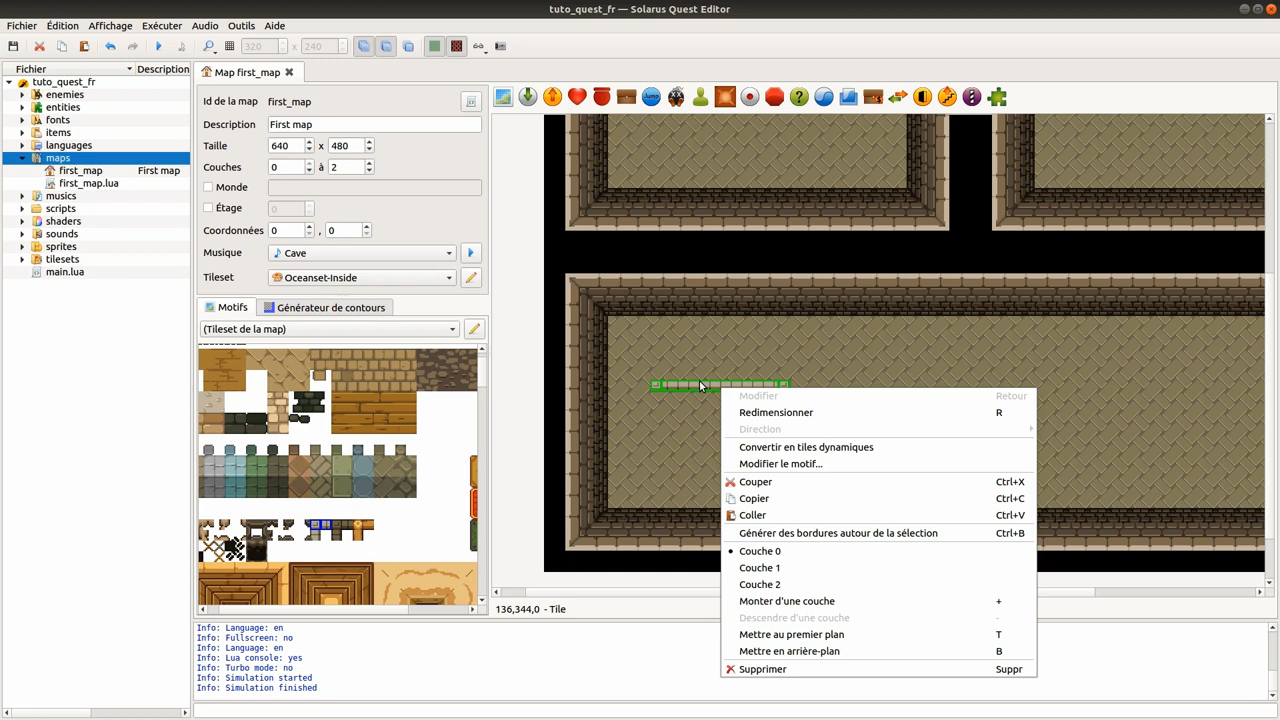 tuto_quest_fr — Solarus Quest Editor
Fichier Édition Affichage Exécuter Audio Outils Aide
320 x 240
Fichier Description
tuto_quest_fr
enemies
entities
fonts
items
languages
maps
first_map First map
first_map.lua
musics
scripts
shaders
sounds
sprites
tilesets
main.lua
Map first_map
Id de la map first_map
Description First map
Taille 640 x 480
Couches 0 à 2
Monde
Étage 0
Coordonnées 0 , 0
Musique Cave
Tileset Oceanset-Inside
Motifs Générateur de contours
(Tileset de la map)
Jump
136,344,0 - Tile
Modifier Retour
Redimensionner R
Direction
Convertir en tiles dynamiques
Modifier le motif...
Couper Ctrl+X
Copier Ctrl+C
Coller Ctrl+V
Générer des bordures autour de la sélection Ctrl+B
Couche 0
Couche 1
Couche 2
Monter d'une couche +
Descendre d'une couche -
Mettre au premier plan T
Mettre en arrière-plan B
Supprimer Suppr
Info: Language: en
Info: Fullscreen: no
Info: Language: en
Info: Lua console: yes
Info: Turbo mode: no
Info: Simulation started
Info: Simulation finished